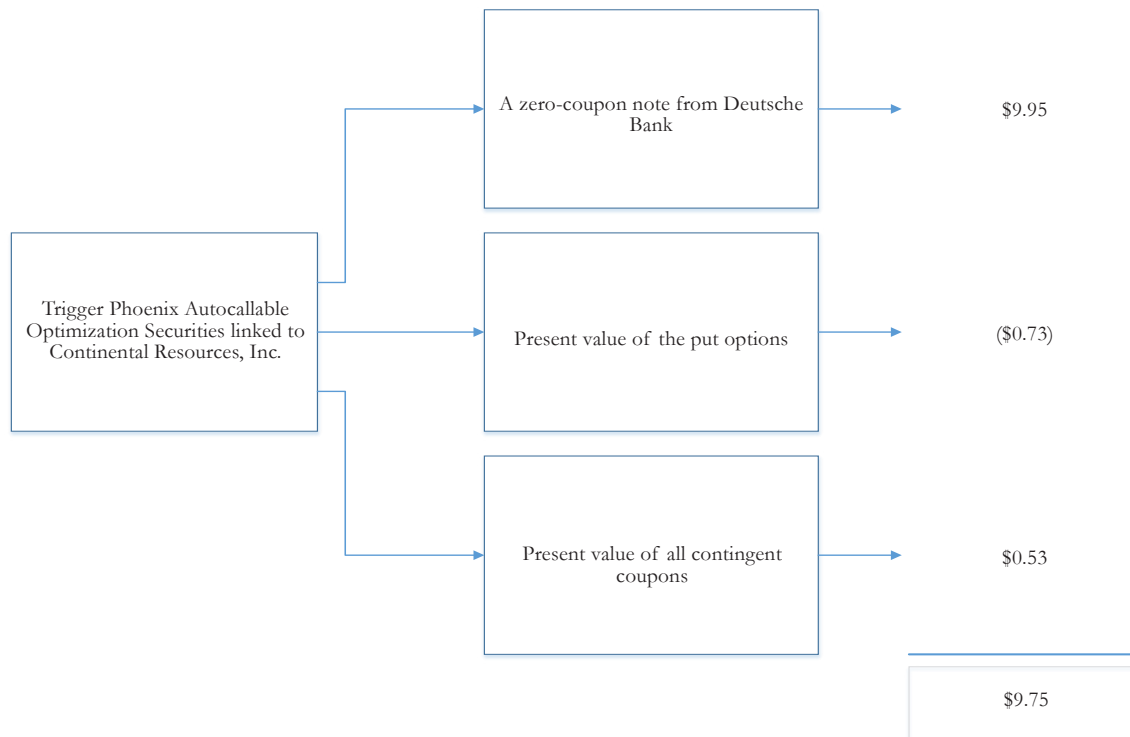 A zero-coupon note from Deutsche
Bank
$9.95
Trigger Phoenix Autocallable
Optimization Securities linked to
Continental Resources, Inc.
Present value of the put options
($0.73)
Present value of all contingent
coupons
$0.53
$9.75